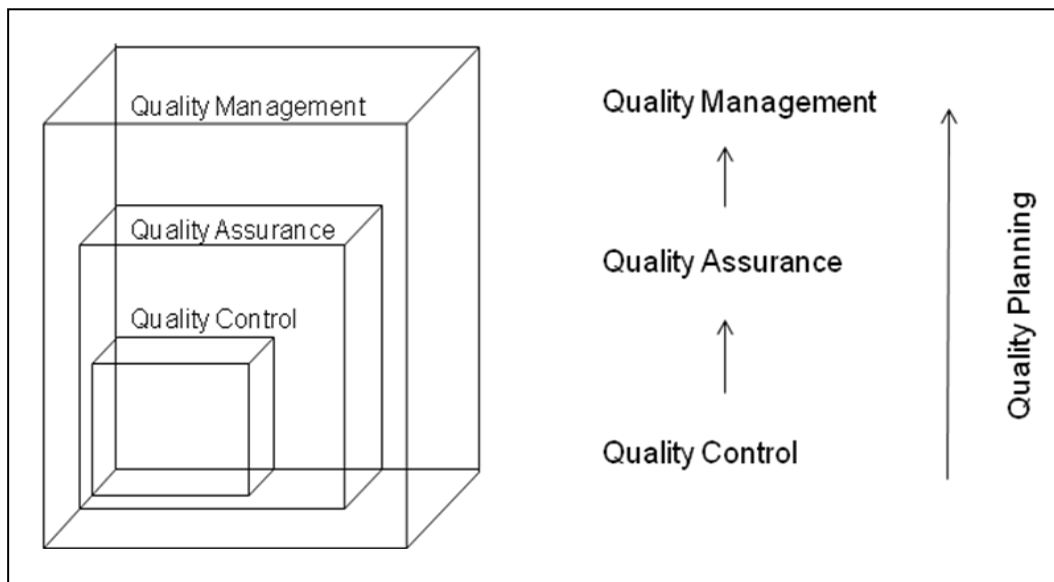 Quality Management
Quality Assurance
Quality Control
Quality Management
Quality Assurance
Quality Control
Quality Planning